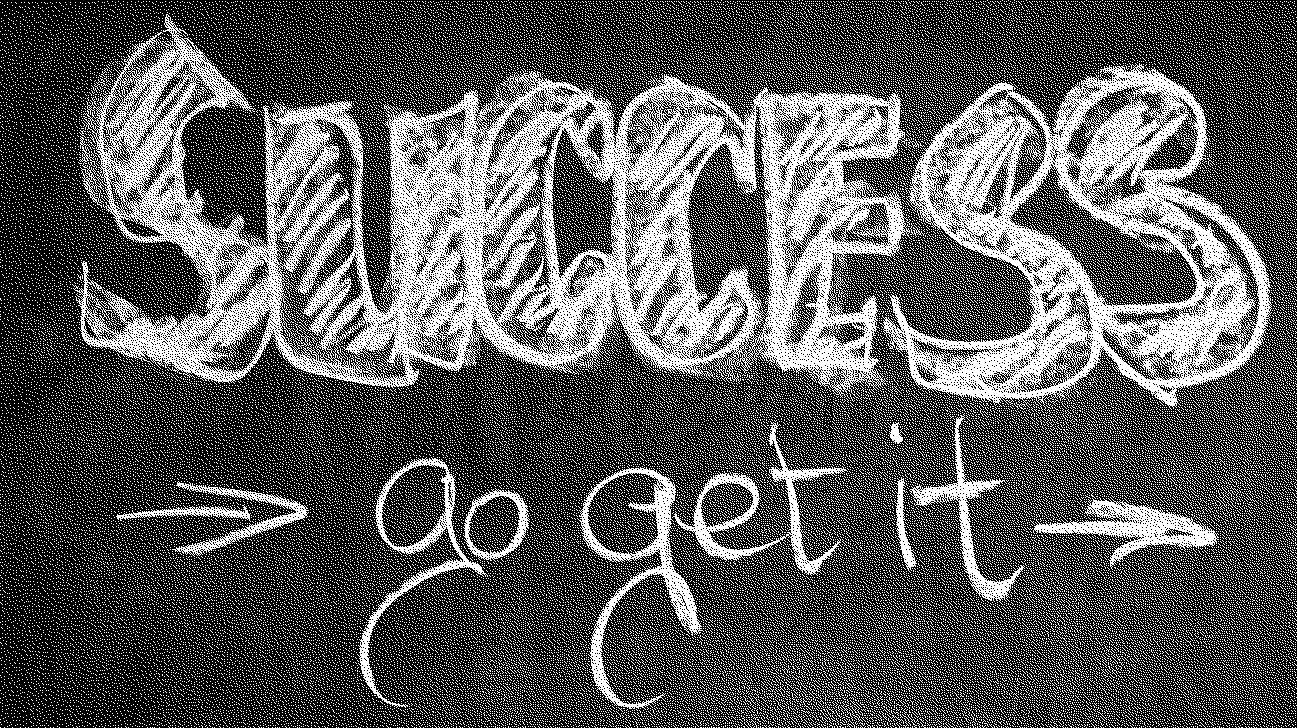 SUCCESS
→ go get it →